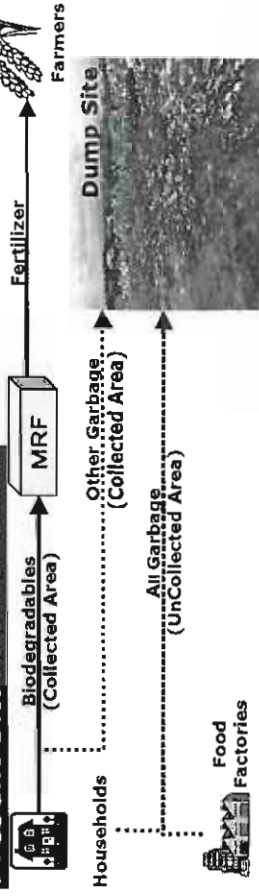 Biodegradables
(Collected Area)
MRF
Fertilizer
Farmers
Households
Other Garbage
(Collected Area)
Dump Site
All Garbage
(UnCollected Area)
Food
Factories